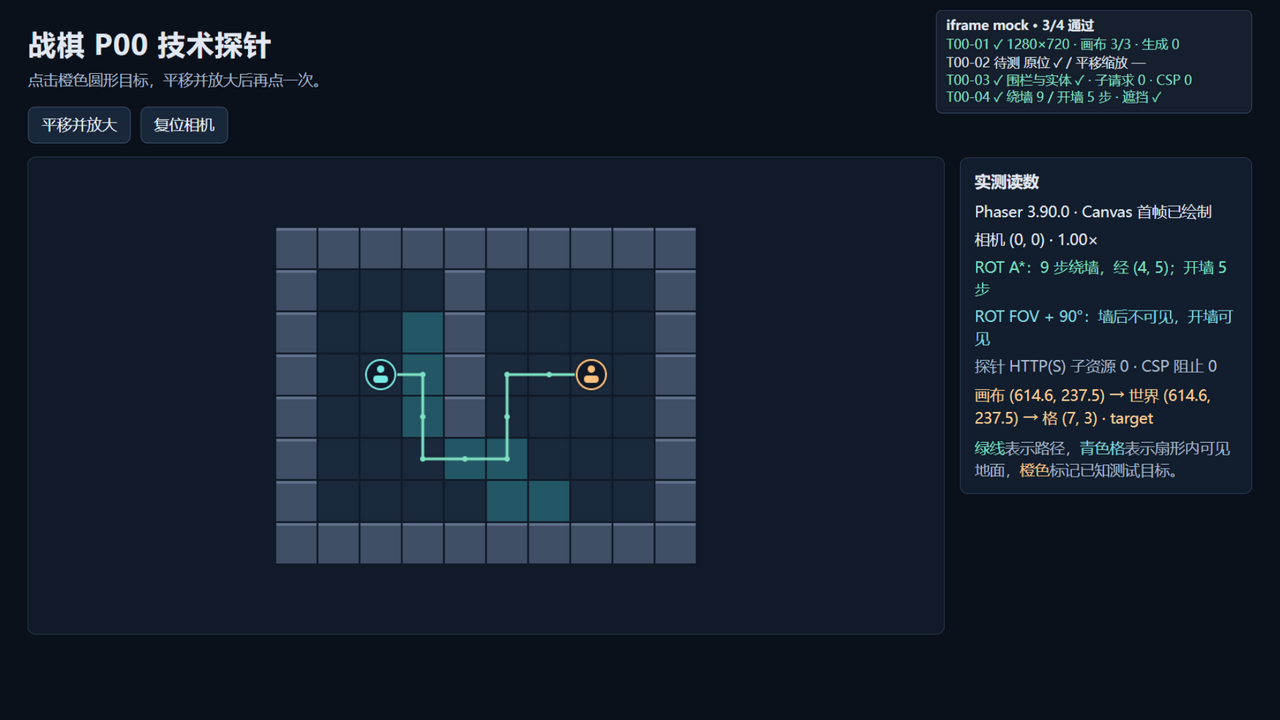 战棋 P00 技术探针
点击橙色圆形目标，平移并放大后再点一次。
平移并放大
复位相机
iframe mock • 3/4 通过
T00-01 ✓ 1280×720 · 画布 3/3 · 生成 0
T00-02 待测 原位 ✓ / 平移缩放 —
T00-03 ✓ 围栏与实体 ✓ · 子请求 0 · CSP 0
T00-04 ✓ 绕墙 9 / 开墙 5 步 · 遮挡 ✓
实测读数
Phaser 3.90.0 · Canvas 首帧已绘制
相机 (0, 0) · 1.00×
ROT A*：9 步绕墙，经 (4, 5)；开墙 5
步
ROT FOV + 90°：墙后不可见，开墙可
见
探针 HTTP(S) 子资源 0 · CSP 阻止 0
画布 (614.6, 237.5) → 世界 (614.6,
237.5) → 格 (7, 3) · target
绿线表示路径，青色格表示扇形内可见
地面，橙色标记已知测试目标。